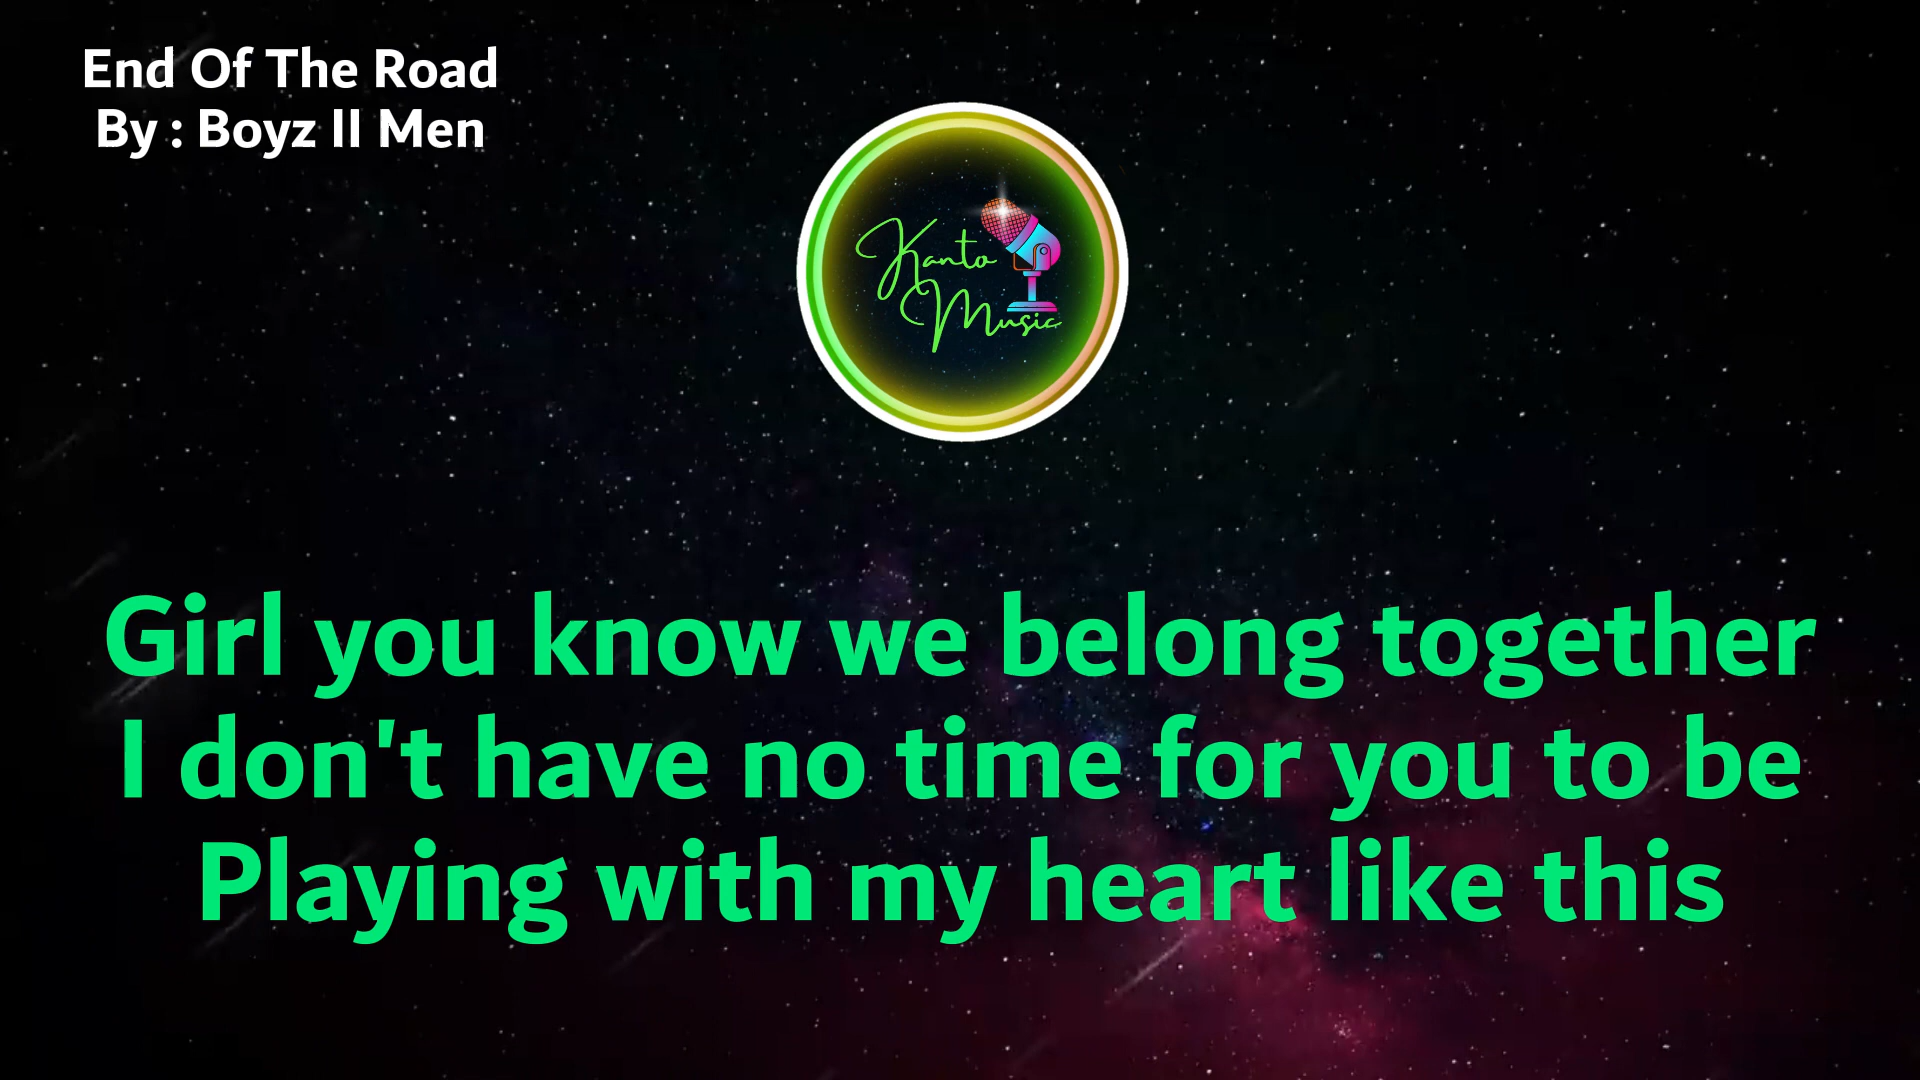 End Of The Road
By : Boyz II Men
Kanto
Music
Girl you know we belong together
I don't have no time for you to be
Playing with my heart like this